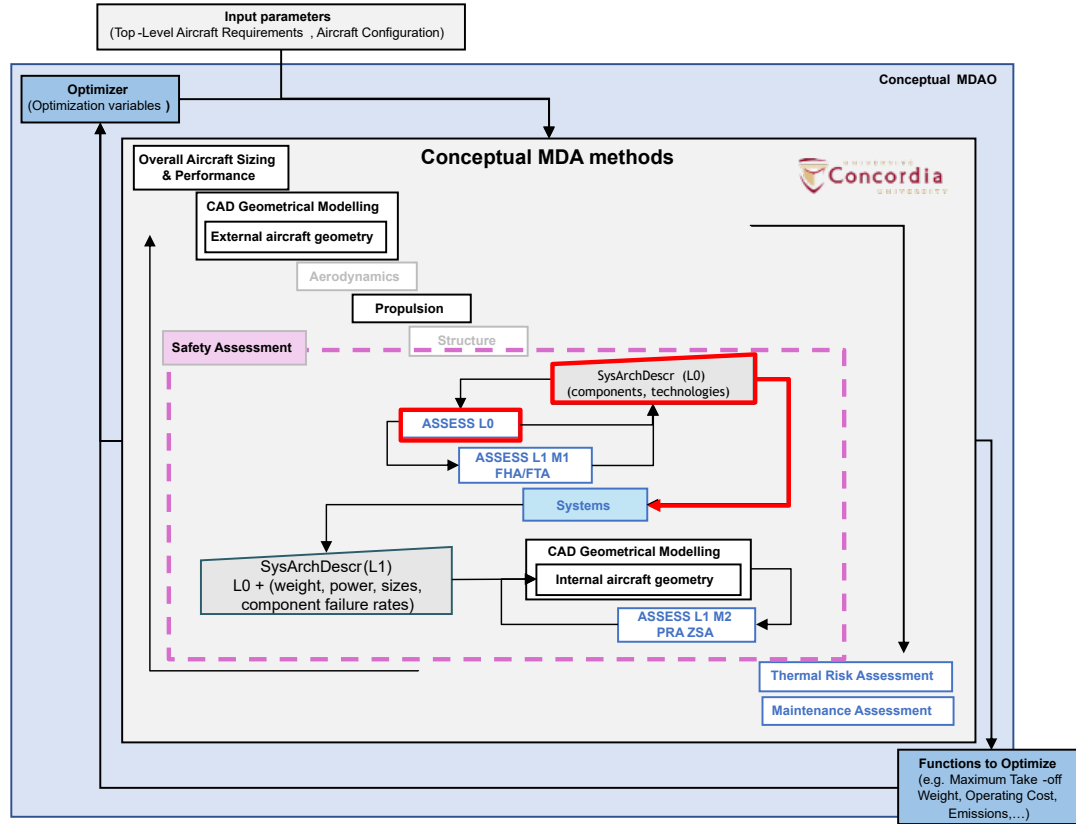 Input parameters
(Top -Level Aircraft Requirements , Aircraft Configuration)
Conceptual MDAO
Optimizer
(Optimization variables )
Conceptual MDA methods
UNIVERSITÉ
Concordia
UNIVERSITY
Overall Aircraft Sizing
& Performance
CAD Geometrical Modelling
External aircraft geometry
Aerodynamics
Propulsion
Structure
Safety Assessment
SysArchDescr (L0)
(components, technologies)
ASSESS L0
ASSESS L1 M1
FHA/FTA
Systems
SysArchDescr(L1)
L0 + (weight, power, sizes,
component failure rates)
CAD Geometrical Modelling
Internal aircraft geometry
ASSESS L1 M2
PRA ZSA
Thermal Risk Assessment
Maintenance Assessment
Functions to Optimize
(e.g. Maximum Take -off
Weight, Operating Cost,
Emissions,...)